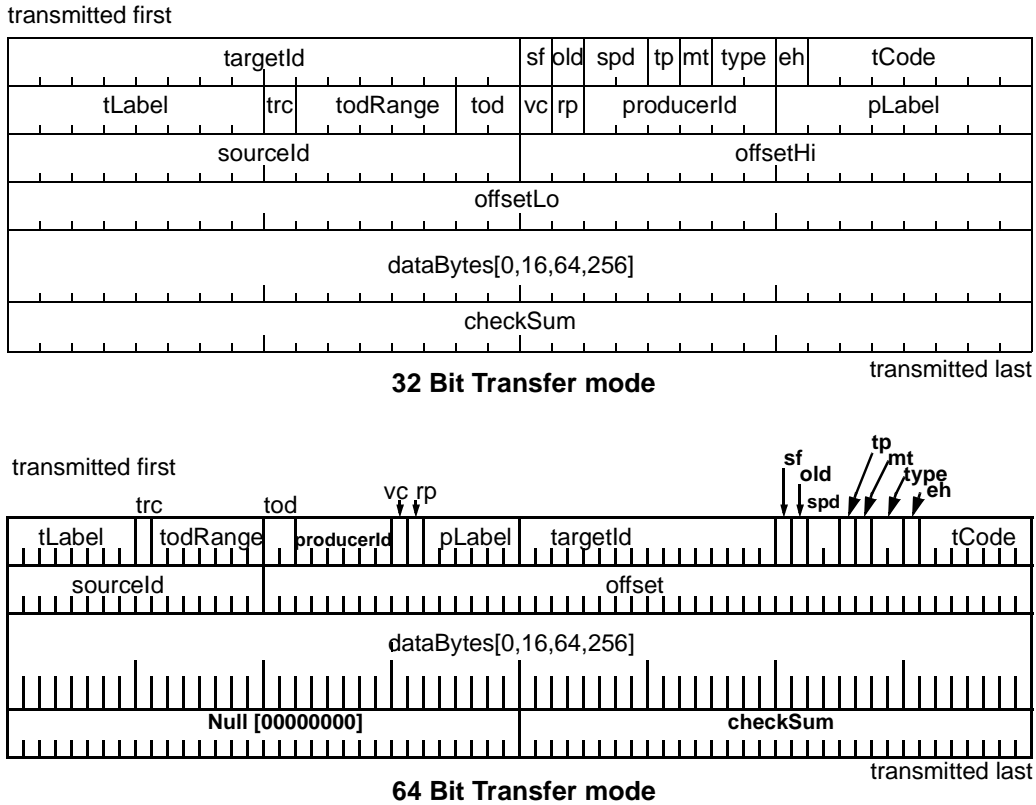 transmitted first
targetId sf old spd tp mt type eh tCode
tLabel trc todRange tod vc rp producerId pLabel
sourceId offsetHi
offsetLo
dataBytes[0,16,64,256]
checkSum
transmitted last
32 Bit Transfer mode
transmitted first
trc tod vc rp sf old spd tp mt type eh
tLabel todRange producerId pLabel targetId tCode
sourceId offset
dataBytes[0,16,64,256]
Null [00000000] checkSum
transmitted last
64 Bit Transfer mode